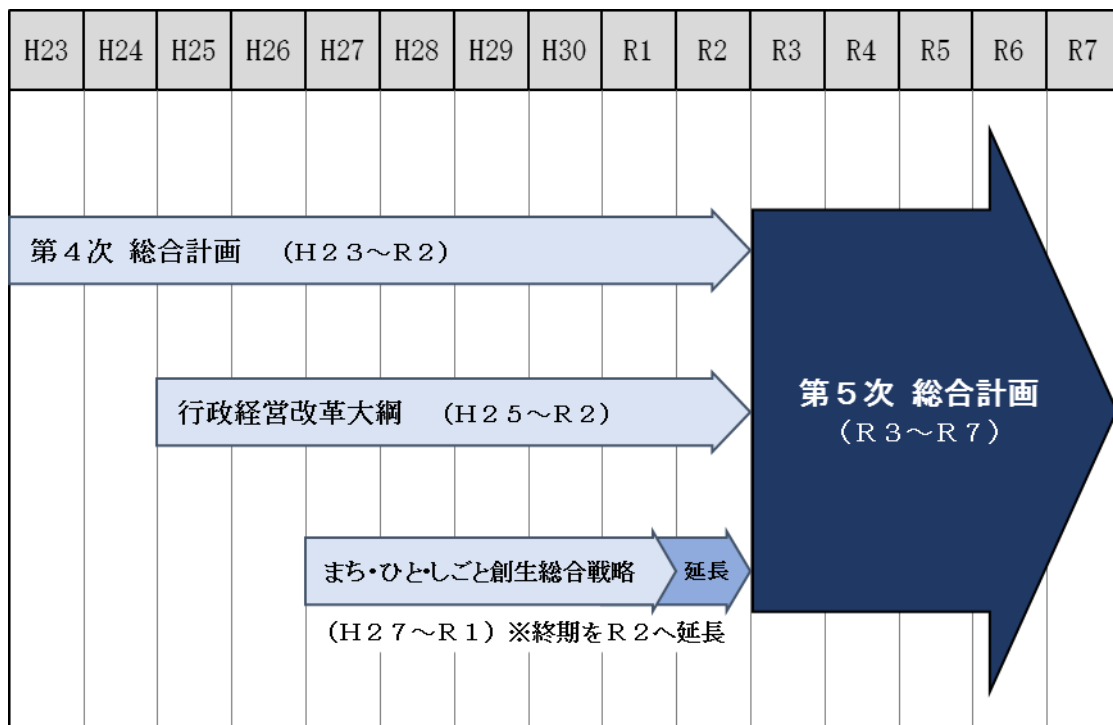 H23 H24 H25 H26 H27 H28 H29 H30 R1 R2 R3 R4 R5 R6 R7
第４次 総合計画 （Ｈ２３～Ｒ２）
行政経営改革大綱 （Ｈ２５～Ｒ２）
第５次 総合計画
（Ｒ３～Ｒ７）
まち・ひと・しごと創生総合戦略 延長
（Ｈ２７～Ｒ１）※終期をＲ２へ延長